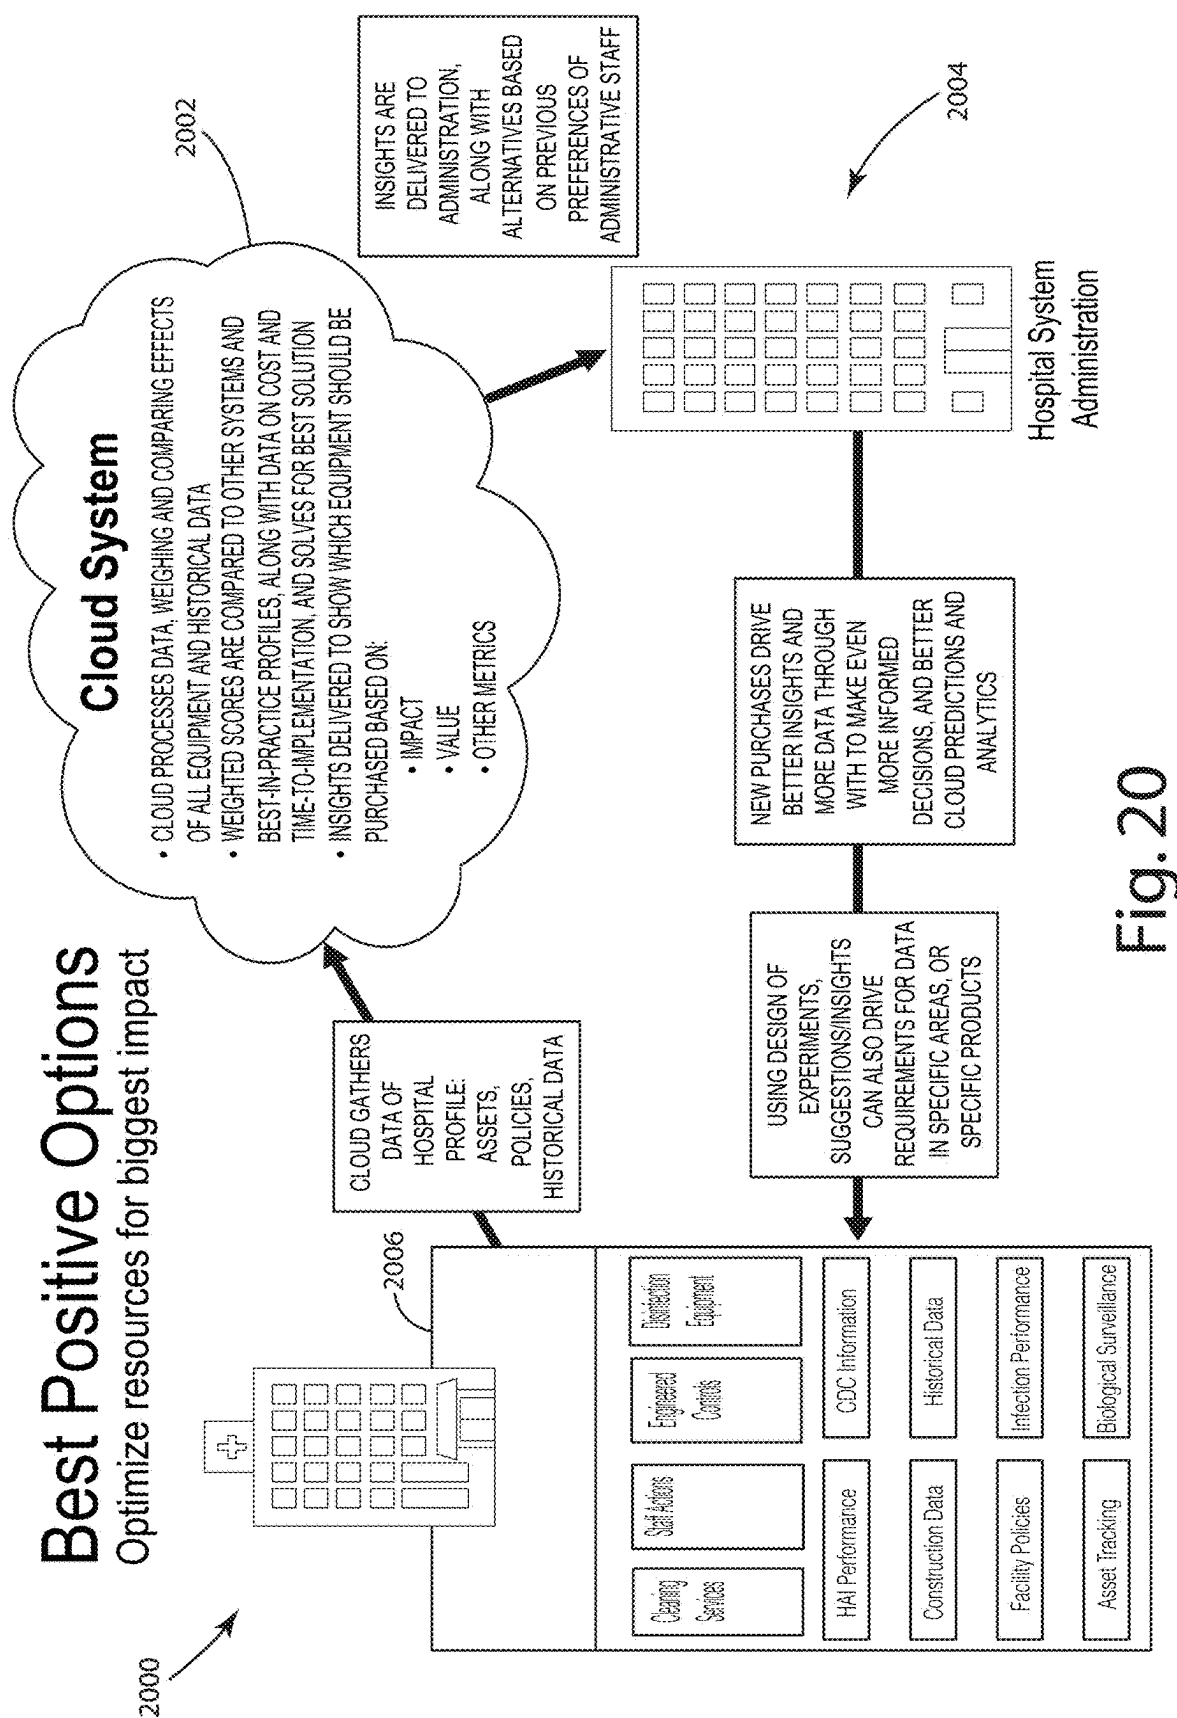 Best Positive Options
Optimize resources for biggest impact
2000
2002
Cloud System
• CLOUD PROCESSES DATA, WEIGHING AND COMPARING EFFECTS
OF ALL EQUIPMENT AND HISTORICAL DATA
• WEIGHTED SCORES ARE COMPARED TO OTHER SYSTEMS AND
BEST-IN-PRACTICE PROFILES, ALONG WITH DATA ON COST AND
TIME-TO-IMPLEMENTATION, AND SOLVES FOR BEST SOLUTION
• INSIGHTS DELIVERED TO SHOW WHICH EQUIPMENT SHOULD BE
PURCHASED BASED ON:
• IMPACT
• VALUE
• OTHER METRICS
CLOUD GATHERS
DATA OF
HOSPITAL
PROFILE:
ASSETS,
POLICIES,
HISTORICAL DATA
INSIGHTS ARE
DELIVERED TO
ADMINISTRATION,
ALONG WITH
ALTERNATIVES BASED
ON PREVIOUS
PREFERENCES OF
ADMINISTRATIVE STAFF
2006
2004
Hospital System
Administration
NEW PURCHASES DRIVE
BETTER INSIGHTS AND
MORE DATA THROUGH
WITH TO MAKE EVEN
MORE INFORMED
DECISIONS, AND BETTER
CLOUD PREDICTIONS AND
ANALYTICS
USING DESIGN OF
EXPERIMENTS,
SUGGESTIONS/INSIGHTS
CAN ALSO DRIVE
REQUIREMENTS FOR DATA
IN SPECIFIC AREAS, OR
SPECIFIC PRODUCTS
Cleaning
Services
Staff Actions
Engineered
Controls
Disinfection
Equipment
HAI Performance
CDC Information
Construction Data
Historical Data
Facility Policies
Infection Performance
Asset Tracking
Biological Surveillance
Fig. 20